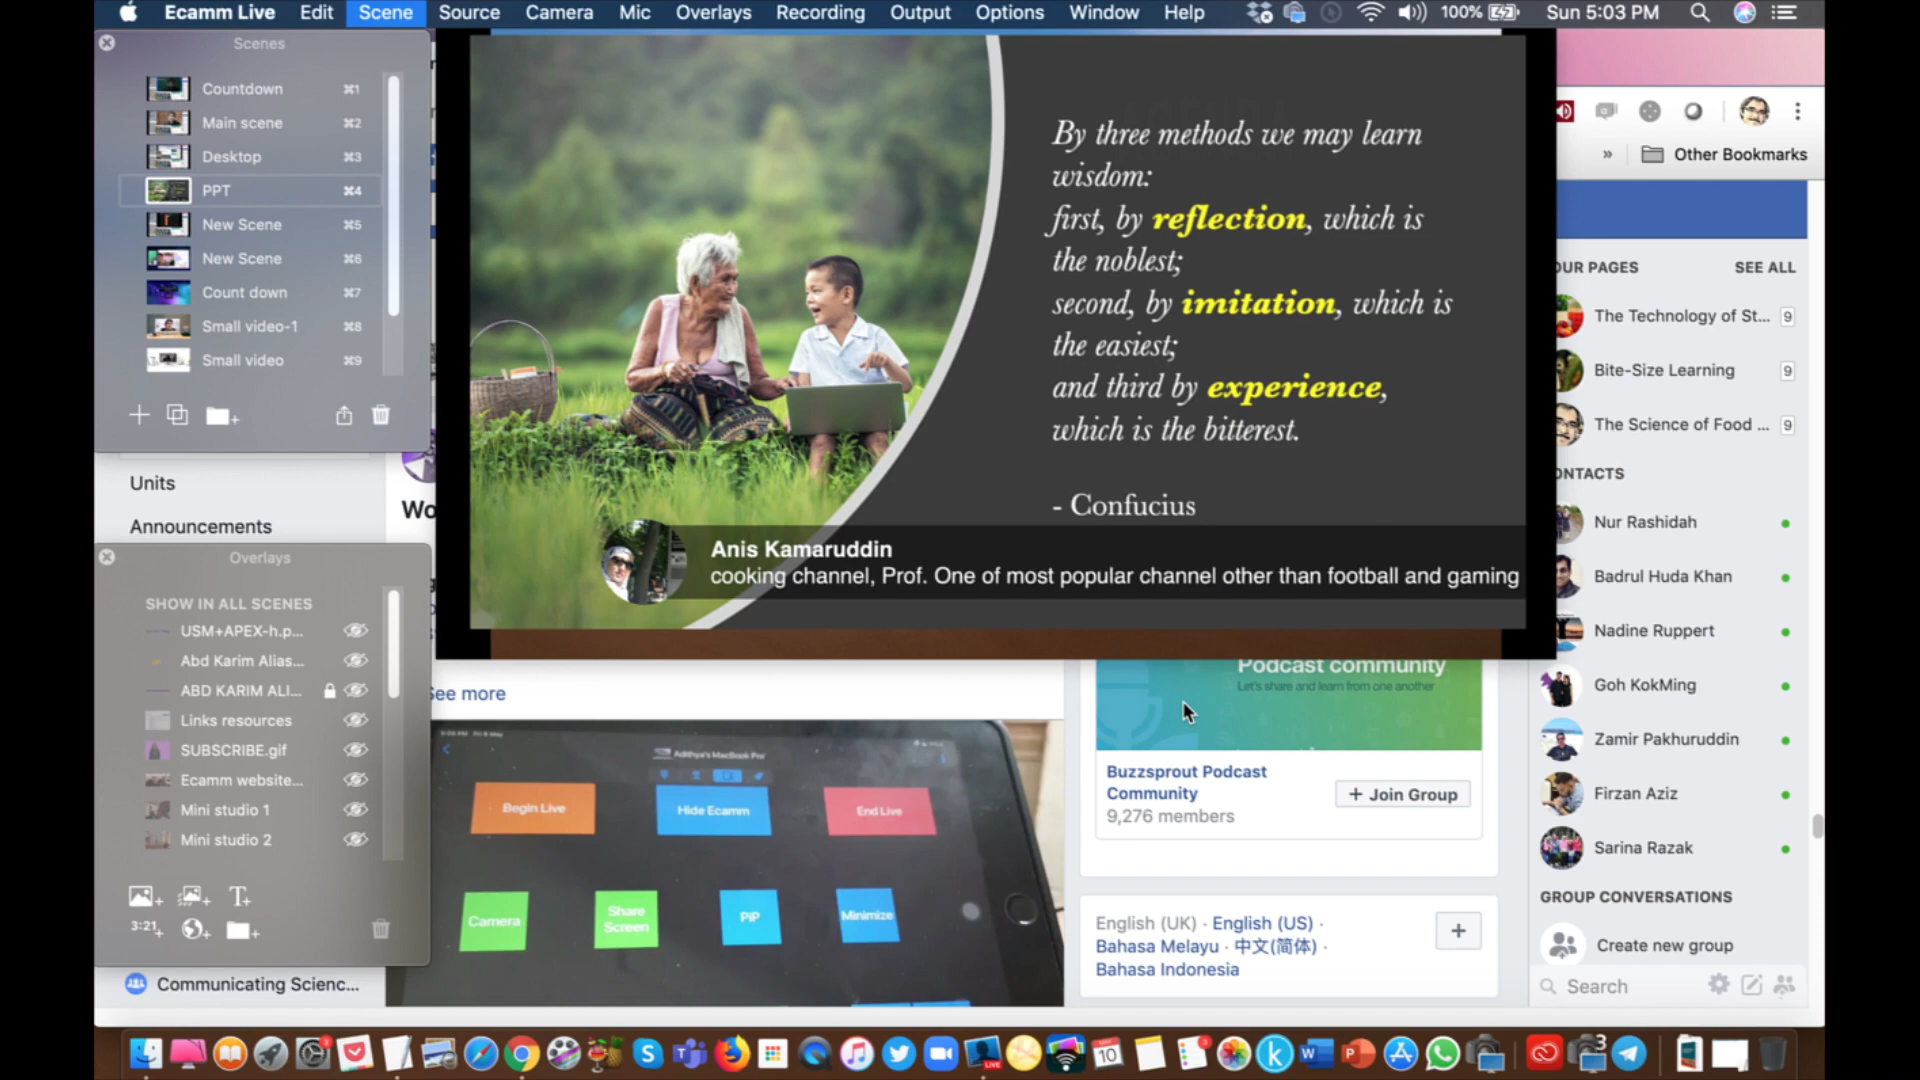 Ecamm Live Edit Scene Source Camera Mic Overlays Recording Output Options Window Help 100% Sun 5:03 PM
Scenes
Countdown ⌘1
Main scene ⌘2
Desktop ⌘3
PPT ⌘4
New Scene ⌘5
New Scene ⌘6
Count down ⌘7
Small video-1 ⌘8
Small video ⌘9
Units
Announcements
Wo
Overlays
SHOW IN ALL SCENES
USM+APEX-h.p...
Abd Karim Alias...
ABD KARIM ALI...
Links resources
SUBSCRIBE.gif
Ecamm website...
Mini studio 1
Mini studio 2
3:21
Communicating Scienc...
By three methods we may learn
wisdom:
first, by reflection, which is
the noblest;
second, by imitation, which is
the easiest;
and third by experience,
which is the bitterest.
- Confucius
Anis Kamaruddin
cooking channel, Prof. One of most popular channel other than football and gaming
See more
Adithya's MacBook Pro
Begin Live
Hide Ecamm
End Live
Camera
Share
Screen
PiP
Minimize
Podcast community
Let's share and learn from one another
Buzzsprout Podcast
Community
9,276 members
+ Join Group
English (UK) · English (US) ·
Bahasa Melayu · 中文(简体) ·
Bahasa Indonesia
» Other Bookmarks
OUR PAGES SEE ALL
The Technology of St... 9
Bite-Size Learning 9
The Science of Food ... 9
ONTACTS
Nur Rashidah
Badrul Huda Khan
Nadine Ruppert
Goh KokMing
Zamir Pakhuruddin
Firzan Aziz
Sarina Razak
GROUP CONVERSATIONS
Create new group
Search